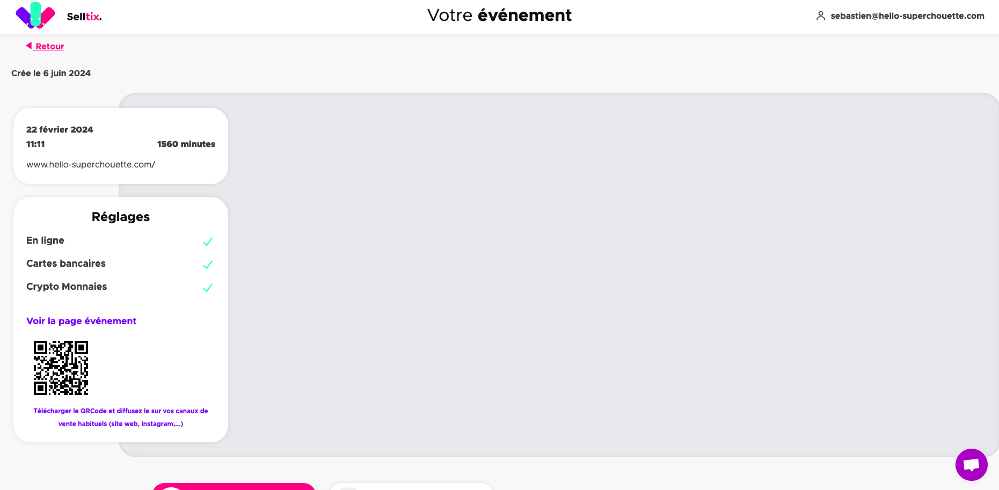 Selltix.
Votre événement
sebastien@hello-superchouette.com
Retour
Crée le 6 juin 2024
22 février 2024
11:11 1560 minutes
www.hello-superchouette.com/
Réglages
En ligne
Cartes bancaires
Crypto Monnaies
Voir la page événement
Télécharger le QRCode et diffusez le sur vos canaux de
vente habituels (site web, instagram,...)